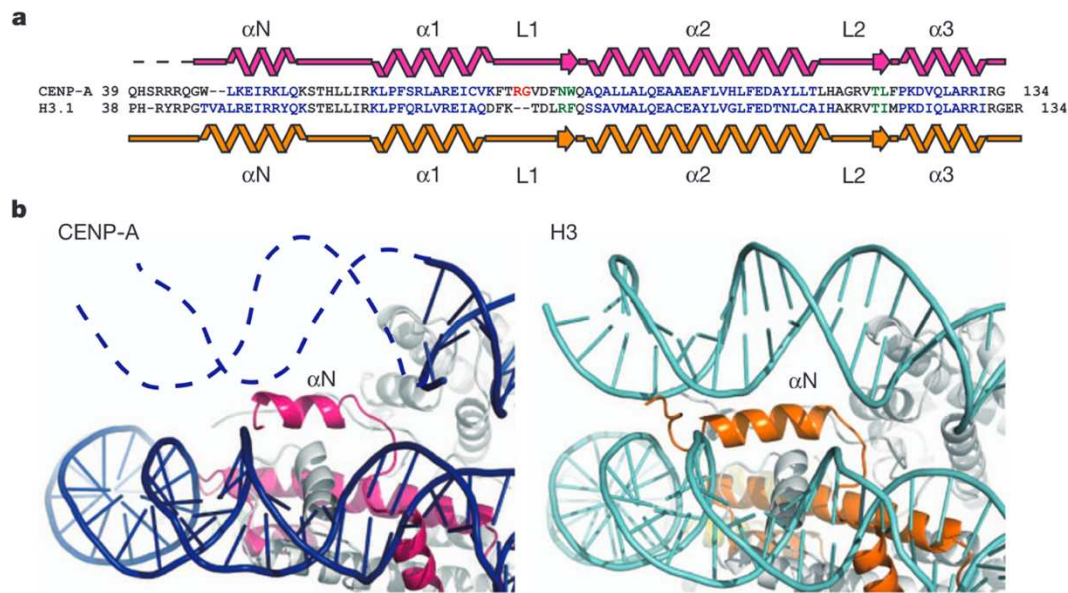 a
αN α1 L1 α2 L2 α3
CENP-A 39 QHSRRRQGW--LKEIRKLQKSTHLLIRKLPFSRLAREICVKFTRGVDFNWQAQALLALQEAAEAFLVHLFEDAYLLTLHAGRVTLFPKDVQLARRIRG 134
H3.1 38 PH-RYRPGTVALREIRRYQKSTELLIRKLPFQRLVREIAQDFK--TDLRFQSSAVMALQEACEAYLVGLFEDTNLCAIHAKRVTIMPKDIQLARRIRGER 134
αN α1 L1 α2 L2 α3
b
CENP-A H3
αN αN